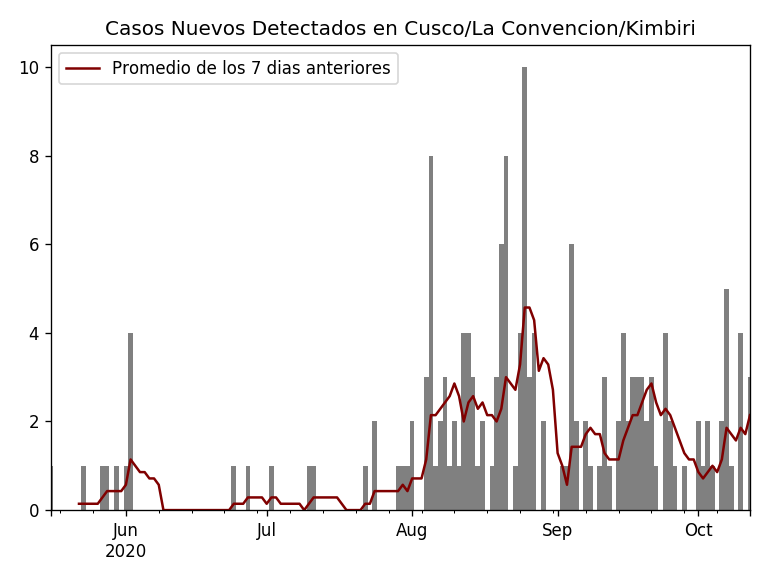 Casos Nuevos Detectados en Cusco/La Convencion/Kimbiri
Promedio de los 7 dias anteriores
10
8
6
4
2
0
Jun Jul Aug Sep Oct
2020